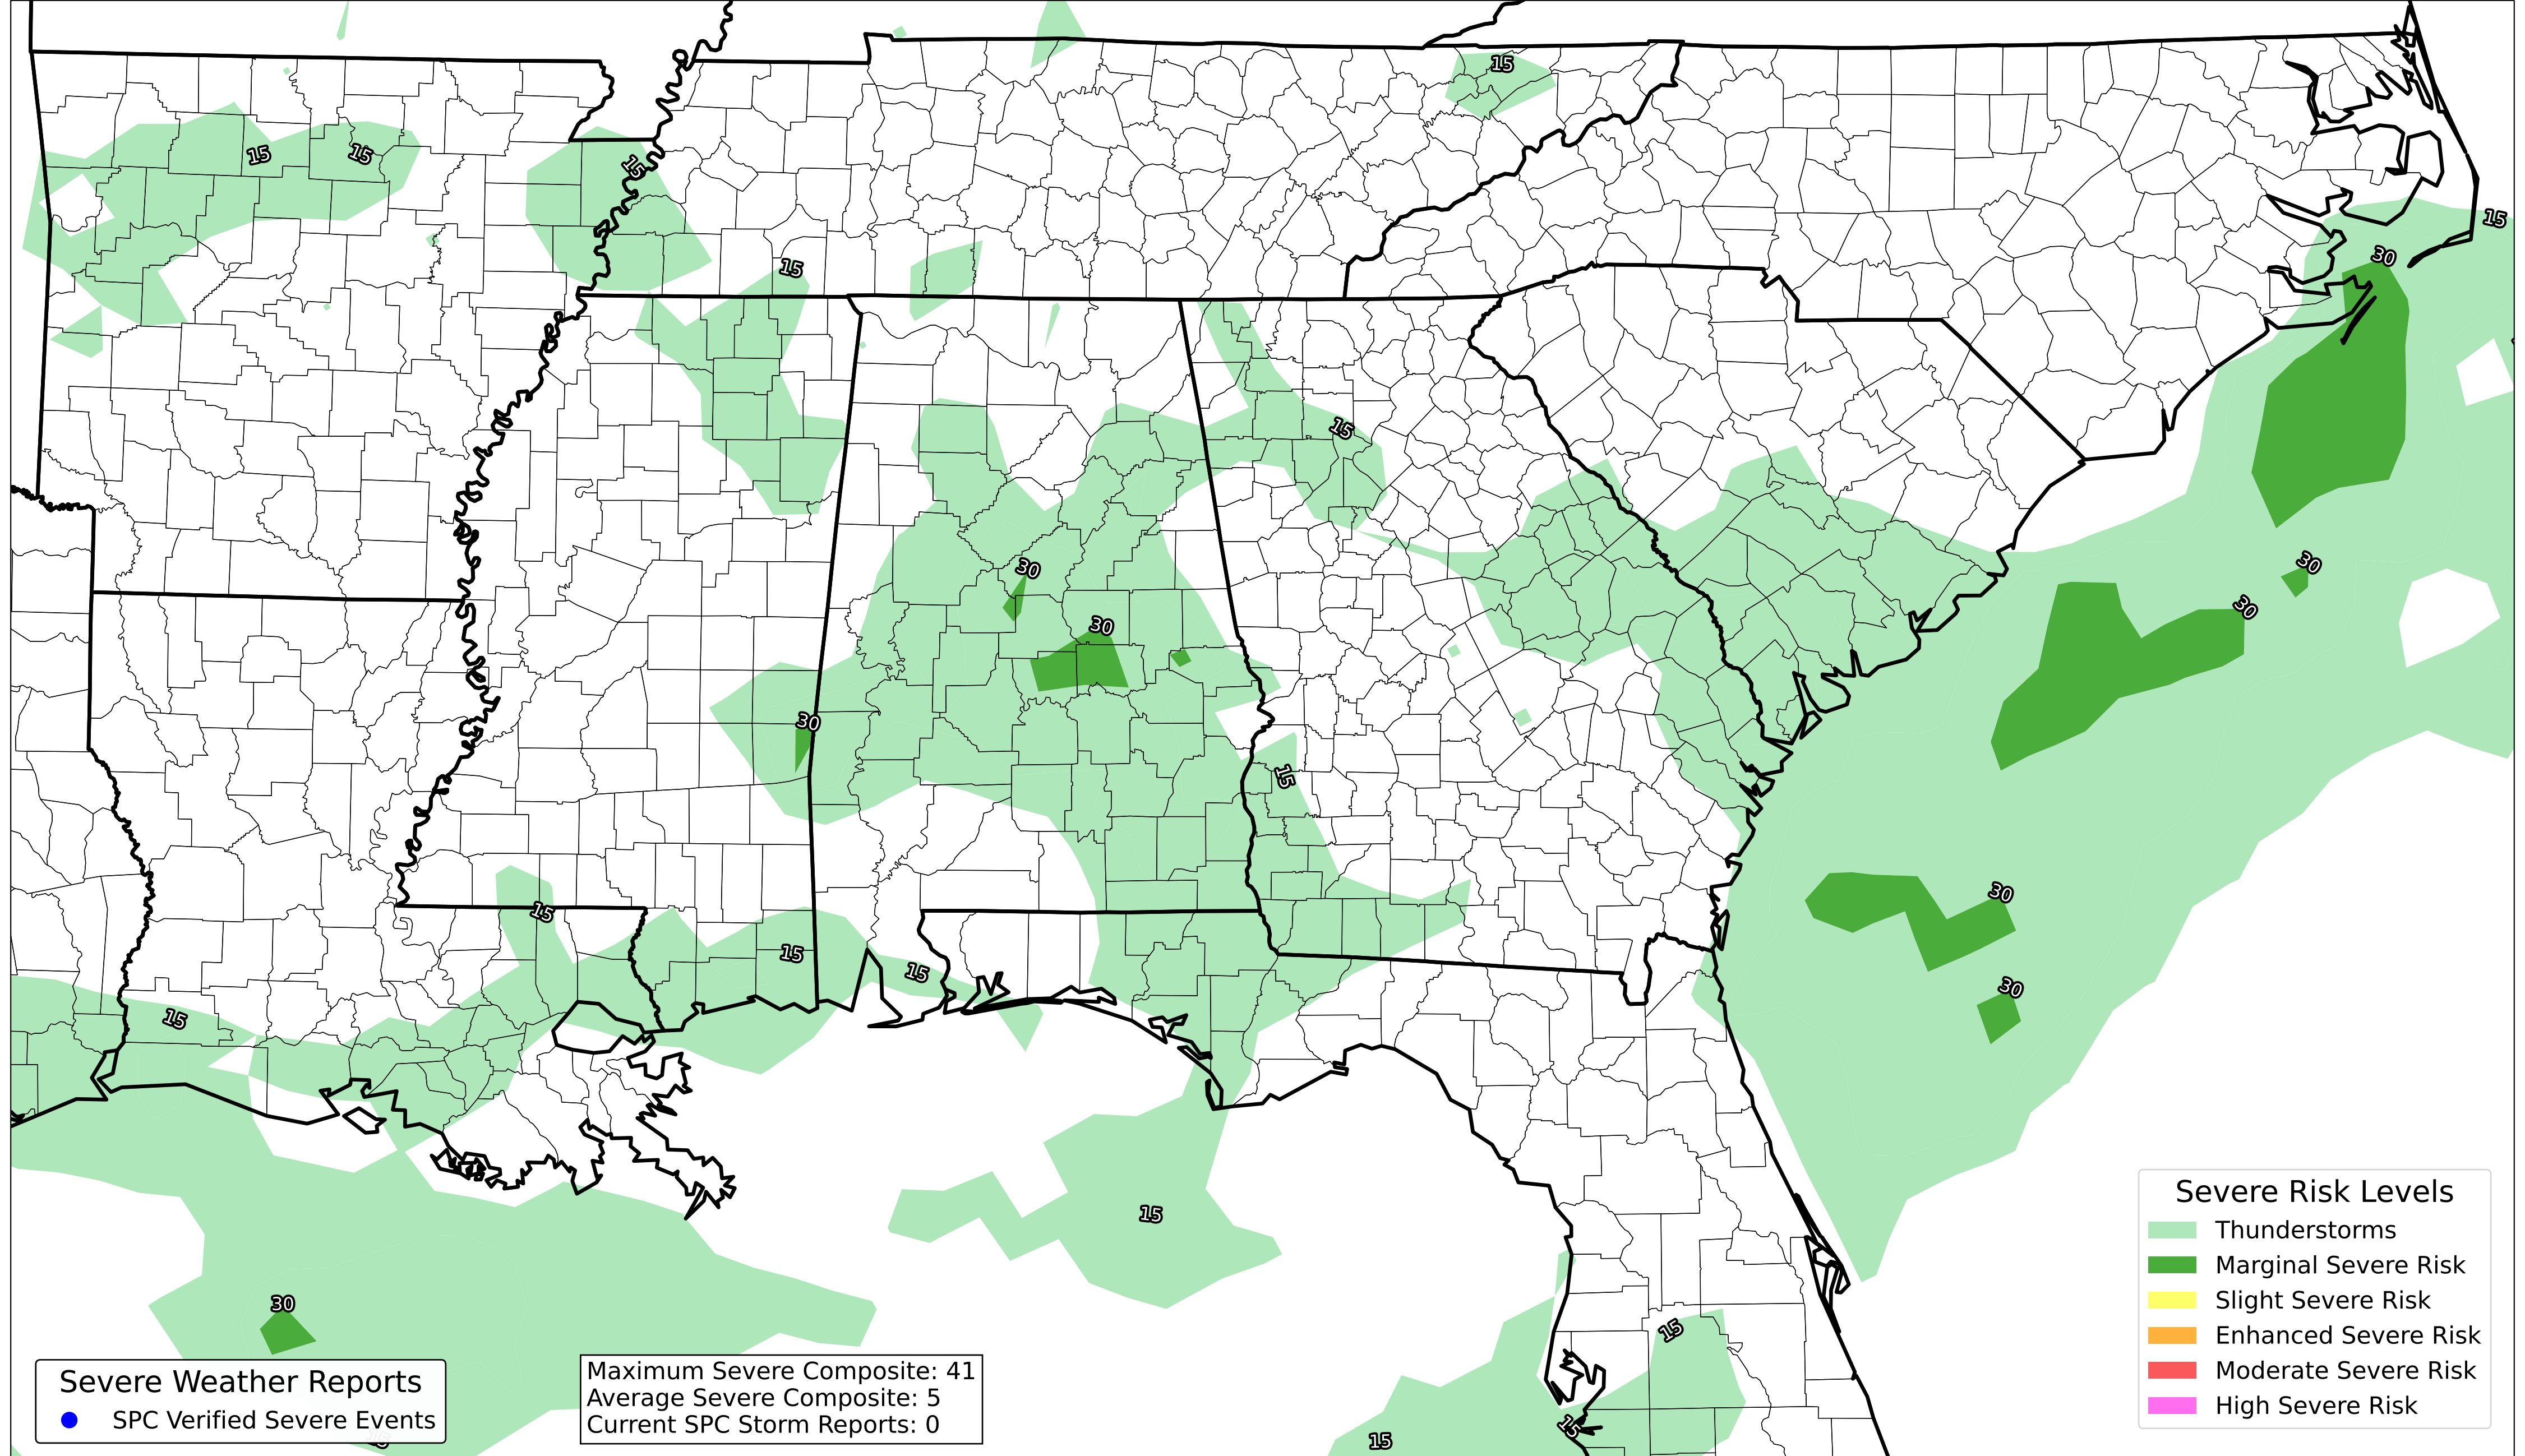 15
15
15
15
15
30
15
15
30
30
30
30
30
15
30
15
15
15
15
30
30
15
30
15
15
15
Severe Weather Reports
SPC Verified Severe Events
Maximum Severe Composite: 41
Average Severe Composite: 5
Current SPC Storm Reports: 0
Severe Risk Levels
Thunderstorms
Marginal Severe Risk
Slight Severe Risk
Enhanced Severe Risk
Moderate Severe Risk
High Severe Risk